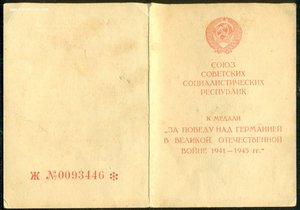 Ж №0093446 ✻
СОЮЗ
СОВЕТСКИХ
СОЦИАЛИСТИЧЕСКИХ
РЕСПУБЛИК
К МЕДАЛИ
„ЗА ПОБЕДУ НАД ГЕРМАНИЕЙ
В ВЕЛИКОЙ ОТЕЧЕСТВЕННОЙ
ВОЙНЕ 1941—1945 гг."